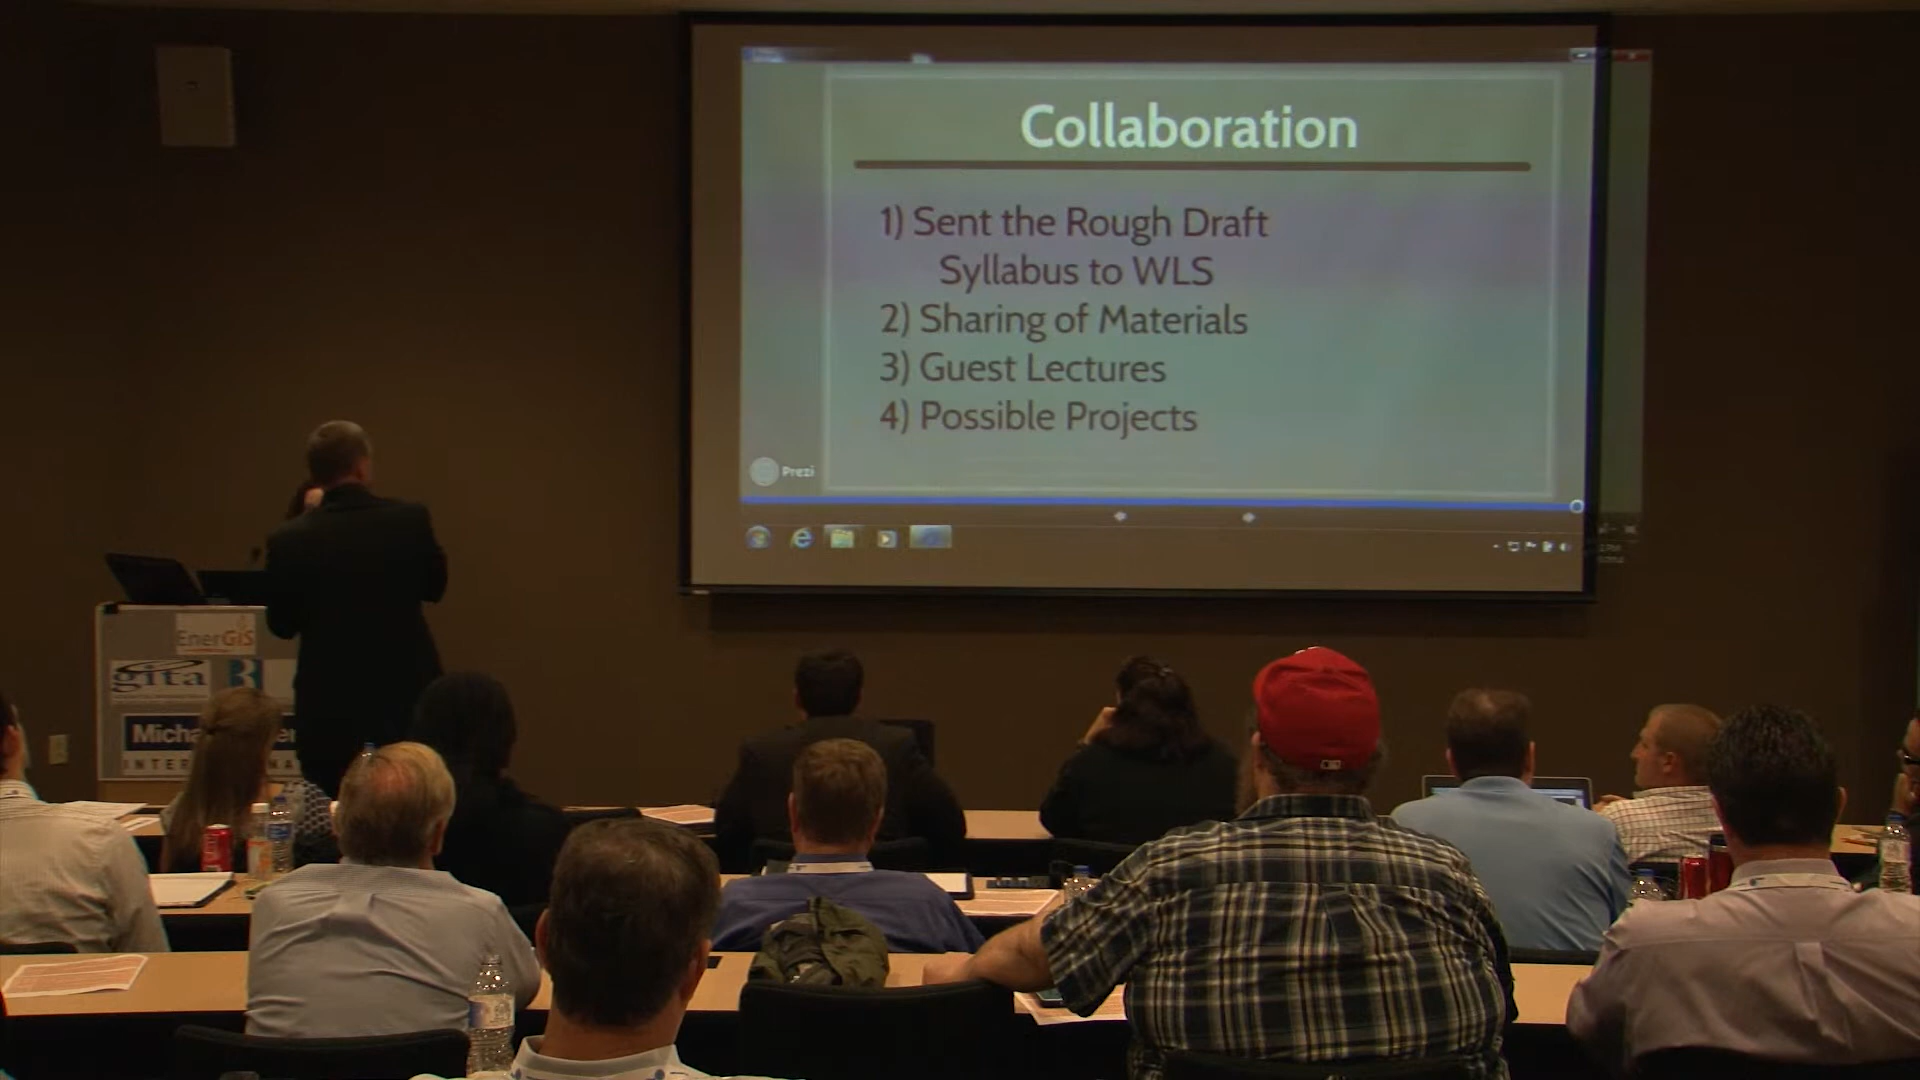 Collaboration
1) Sent the Rough Draft
Syllabus to WLS
2) Sharing of Materials
3) Guest Lectures
4) Possible Projects
Prezi
EnerGIS
gita